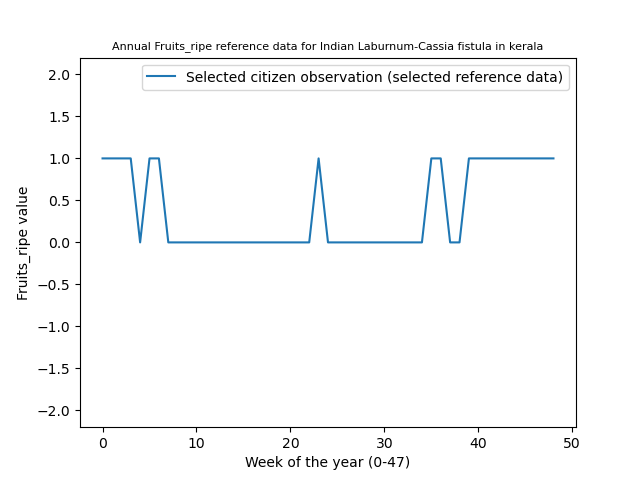 Annual Fruits_ripe reference data for Indian Laburnum-Cassia fistula in kerala
Selected citizen observation (selected reference data)
2.0
1.5
1.0
0.5
0.0
−0.5
−1.0
−1.5
−2.0
Fruits_ripe value
0 10 20 30 40 50
Week of the year (0-47)